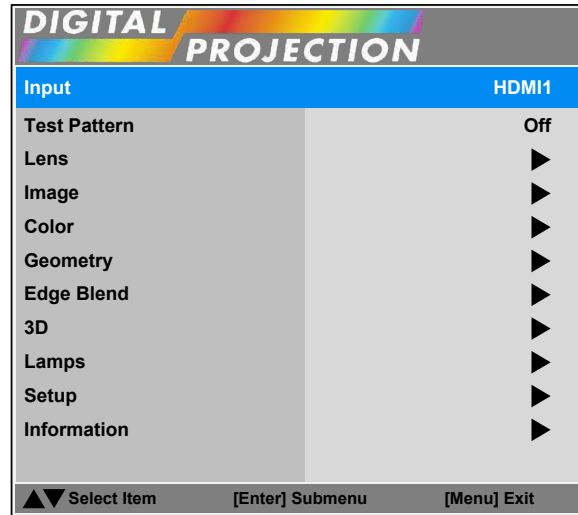 DIGITAL
PROJECTION
Input HDMI1
Test Pattern Off
Lens
Image
Color
Geometry
Edge Blend
3D
Lamps
Setup
Information
Select Item [Enter] Submenu [Menu] Exit